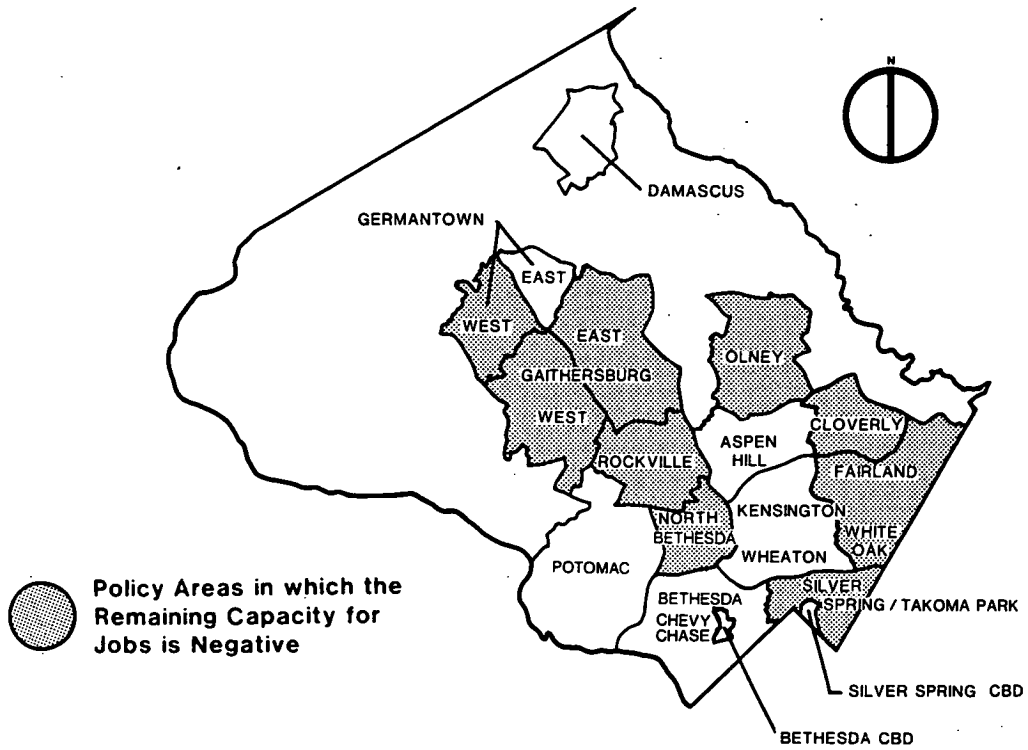 N
DAMASCUS
GERMANTOWN
EAST
WEST
EAST
OLNEY
GAITHERSBURG
WEST
CLOVERLY
ASPEN
HILL
ROCKVILLE
FAIRLAND
NORTH
BETHESDA
KENSINGTON
WHEATON
WHITE
OAK
POTOMAC
Policy Areas in which the
Remaining Capacity for
Jobs is Negative
BETHESDA
CHEVY
CHASE
SILVER
SPRING / TAKOMA PARK
SILVER SPRING CBD
BETHESDA CBD